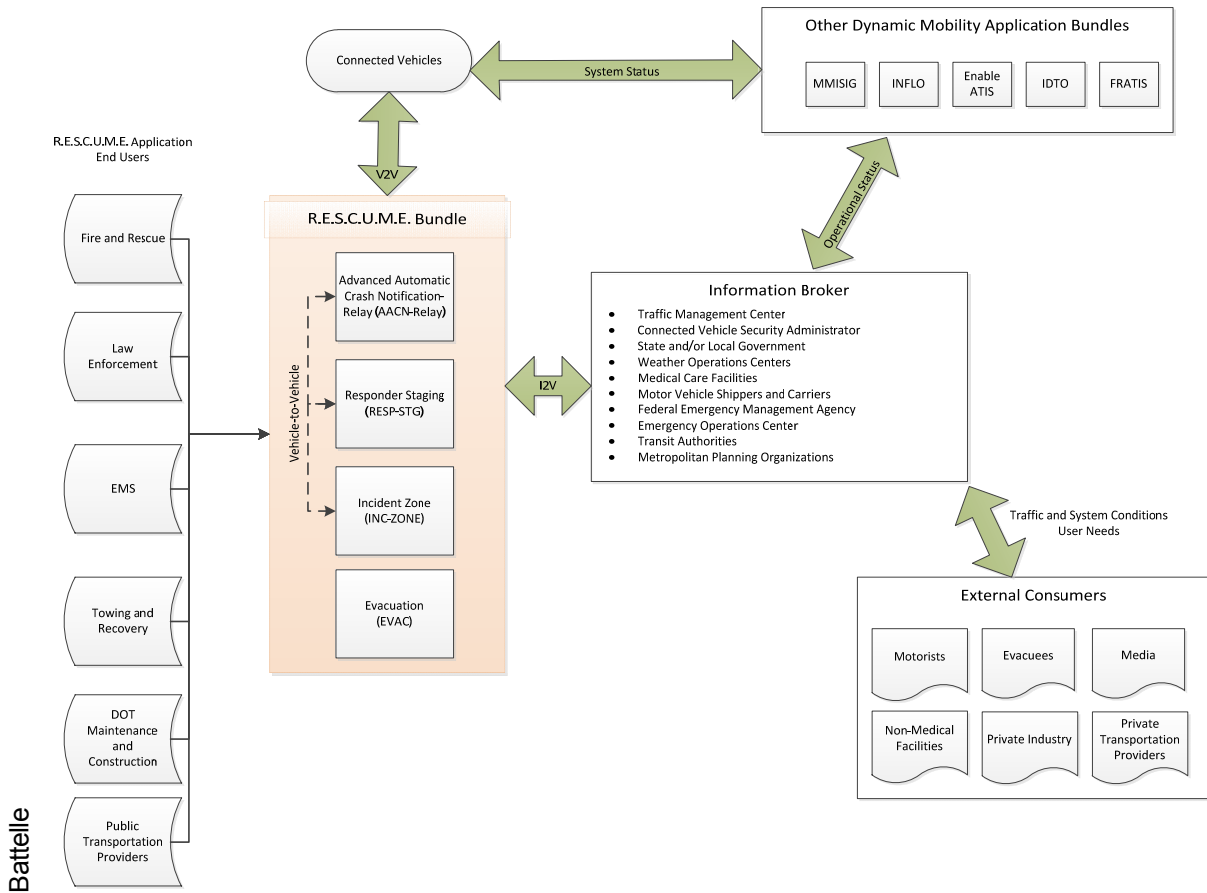 Other Dynamic Mobility Application Bundles
MMISIG
INFLO
Enable
ATIS
IDTO
FRATIS
Connected Vehicles
System Status
V2V
Operational Status
R.E.S.C.U.M.E. Application
End Users
Fire and Rescue
Law
Enforcement
EMS
Towing and
Recovery
DOT
Maintenance
and
Construction
Public
Transportation
Providers
R.E.S.C.U.M.E. Bundle
Vehicle-to-Vehicle
Advanced Automatic
Crash Notification-
Relay (AACN-Relay)
Responder Staging
(RESP-STG)
Incident Zone
(INC-ZONE)
Evacuation
(EVAC)
I2V
Information Broker
• Traffic Management Center
• Connected Vehicle Security Administrator
• State and/or Local Government
• Weather Operations Centers
• Medical Care Facilities
• Motor Vehicle Shippers and Carriers
• Federal Emergency Management Agency
• Emergency Operations Center
• Transit Authorities
• Metropolitan Planning Organizations
Traffic and System Conditions
User Needs
External Consumers
Motorists
Evacuees
Media
Non-Medical
Facilities
Private Industry
Private
Transportation
Providers
Battelle